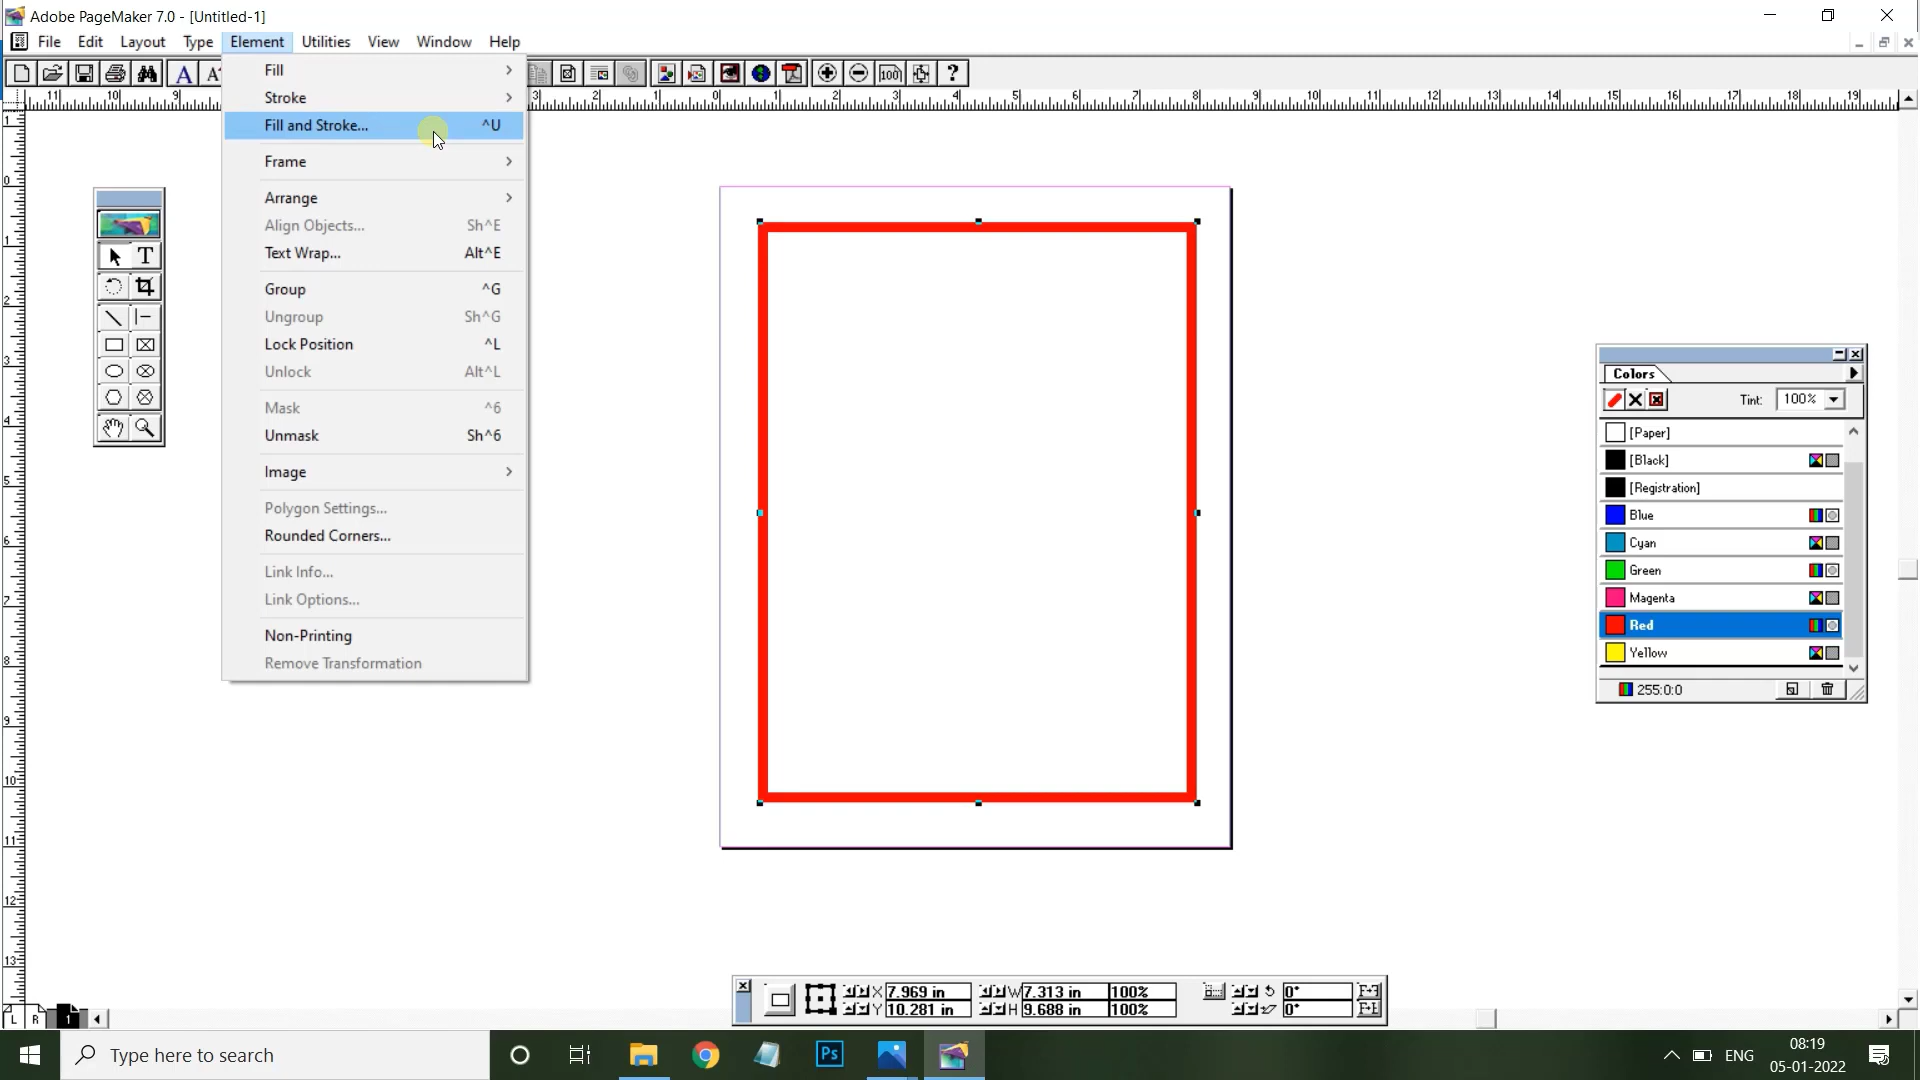 Adobe PageMaker 7.0 - [Untitled-1]
File Edit Layout Type Element Utilities View Window Help
Fill
Stroke
Fill and Stroke... ^U
Frame
Arrange
Align Objects... Sh^E
Text Wrap... Alt^E
Group ^G
Ungroup Sh^G
Lock Position ^L
Unlock Alt^L
Mask ^6
Unmask Sh^6
Image
Polygon Settings...
Rounded Corners...
Link Info...
Link Options...
Non-Printing
Remove Transformation
Colors
Tint: 100%
[Paper]
[Black]
[Registration]
Blue
Cyan
Green
Magenta
Red
Yellow
255:0:0
X 7.969 in W 7.313 in 100% 0°
Y 10.281 in H 9.688 in 100% 0°
L R 1
Type here to search
Ps
ENG
08:19
05-01-2022